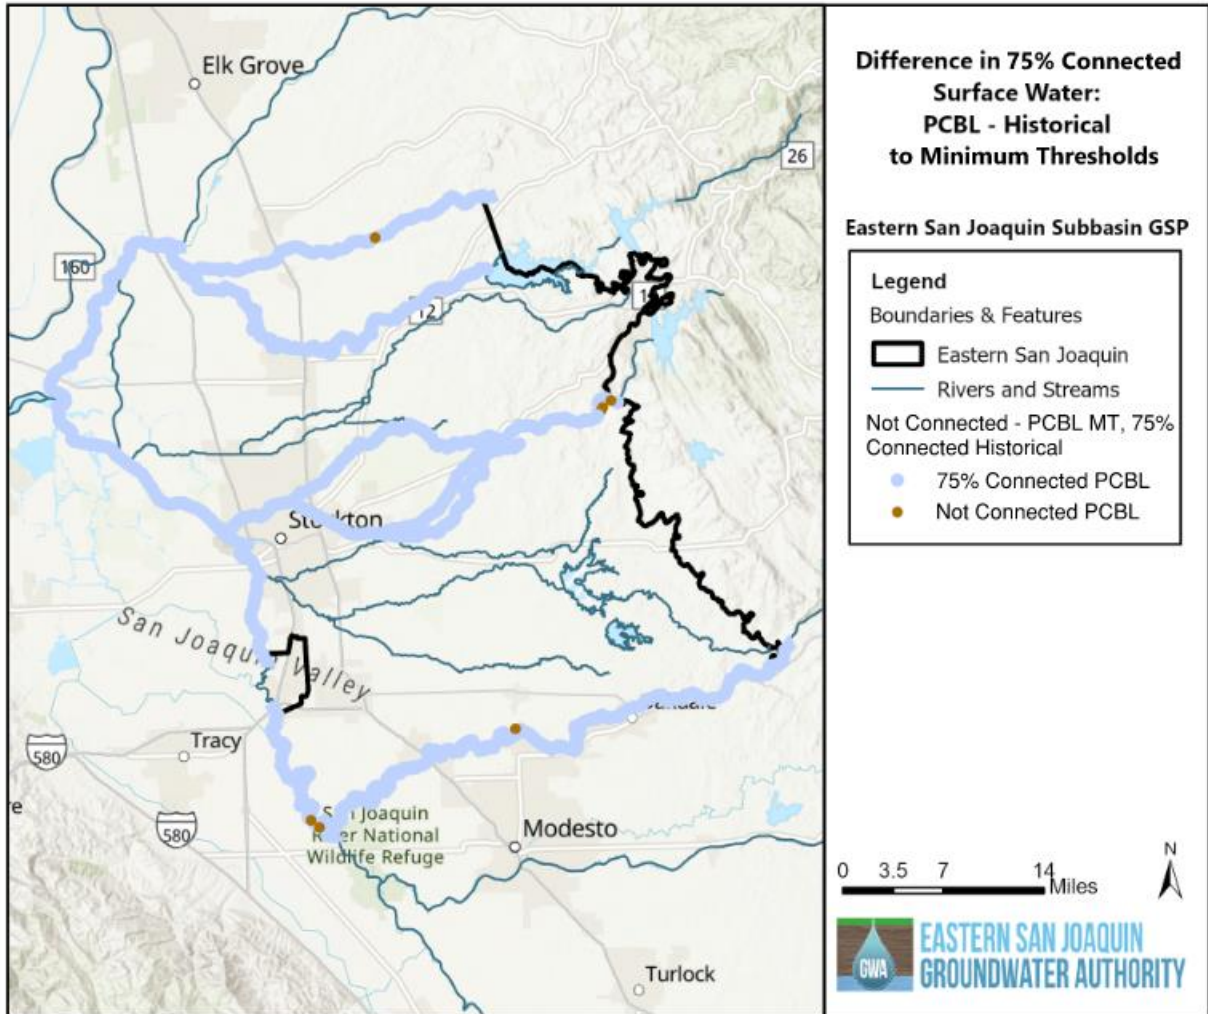 Elk Grove
26
160
12
1
Stockton
San Joaquin Valley
Tracy
580
580
e
San Joaquin
River National
Wildlife Refuge
Modesto
Turlock
Difference in 75% Connected
Surface Water:
PCBL - Historical
to Minimum Thresholds
Eastern San Joaquin Subbasin GSP
Legend
Boundaries & Features
Eastern San Joaquin
Rivers and Streams
Not Connected - PCBL MT, 75%
Connected Historical
75% Connected PCBL
Not Connected PCBL
N
0 3.5 7 14
Miles
GWA
EASTERN SAN JOAQUIN
GROUNDWATER AUTHORITY